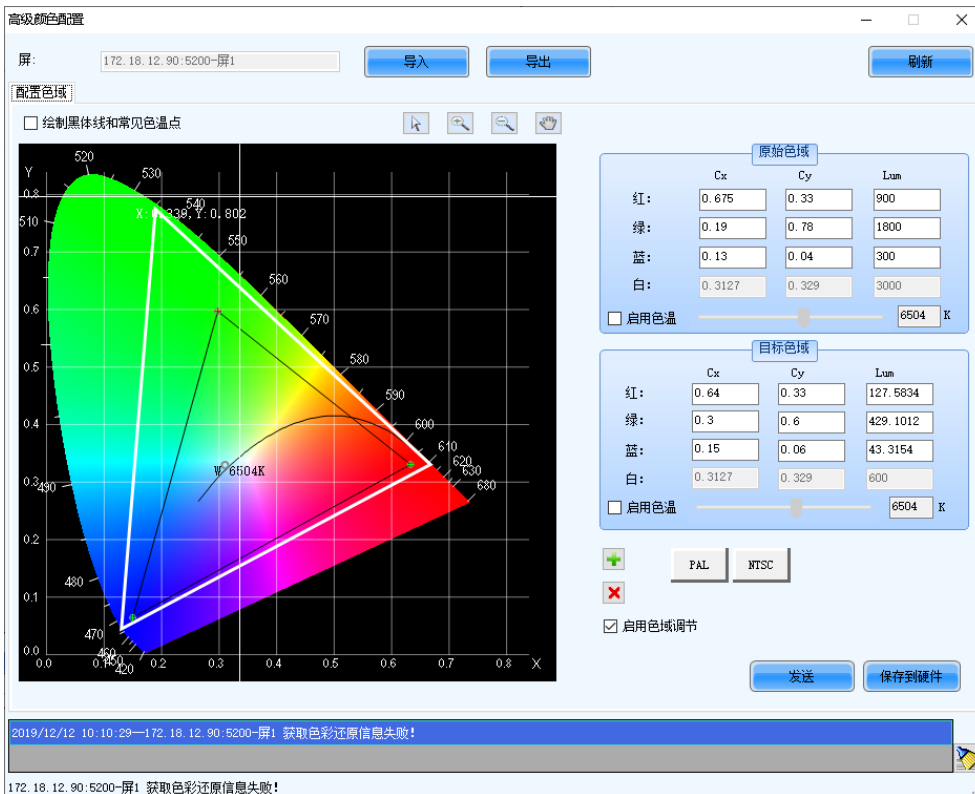 高级颜色配置
屏: 172.18.12.90:5200-屏1 导入 导出 刷新
配置色域
绘制黑体线和常见色温点
520
Y 530
0.8 540
X:0.339,Y:0.802
510
550
0.7
560
0.6
570
0.5 580
590
0.4 600
610
W 6504K 620
630
0.3 490 680
0.2
480
0.1
470
460
0.0 450
420
0.0 0.1 0.2 0.3 0.4 0.5 0.6 0.7 0.8 X
原始色域
Cx Cy Lum
红: 0.675 0.33 900
绿: 0.19 0.78 1800
蓝: 0.13 0.04 300
白: 0.3127 0.329 3000
启用色温 6504 K
目标色域
Cx Cy Lum
红: 0.64 0.33 127.5834
绿: 0.3 0.6 429.1012
蓝: 0.15 0.06 43.3154
白: 0.3127 0.329 600
启用色温 6504 K
PAL NTSC
启用色域调节
发送 保存到硬件
2019/12/12 10:10:29--172.18.12.90:5200-屏1 获取色彩还原信息失败!
172.18.12.90:5200-屏1 获取色彩还原信息失败!